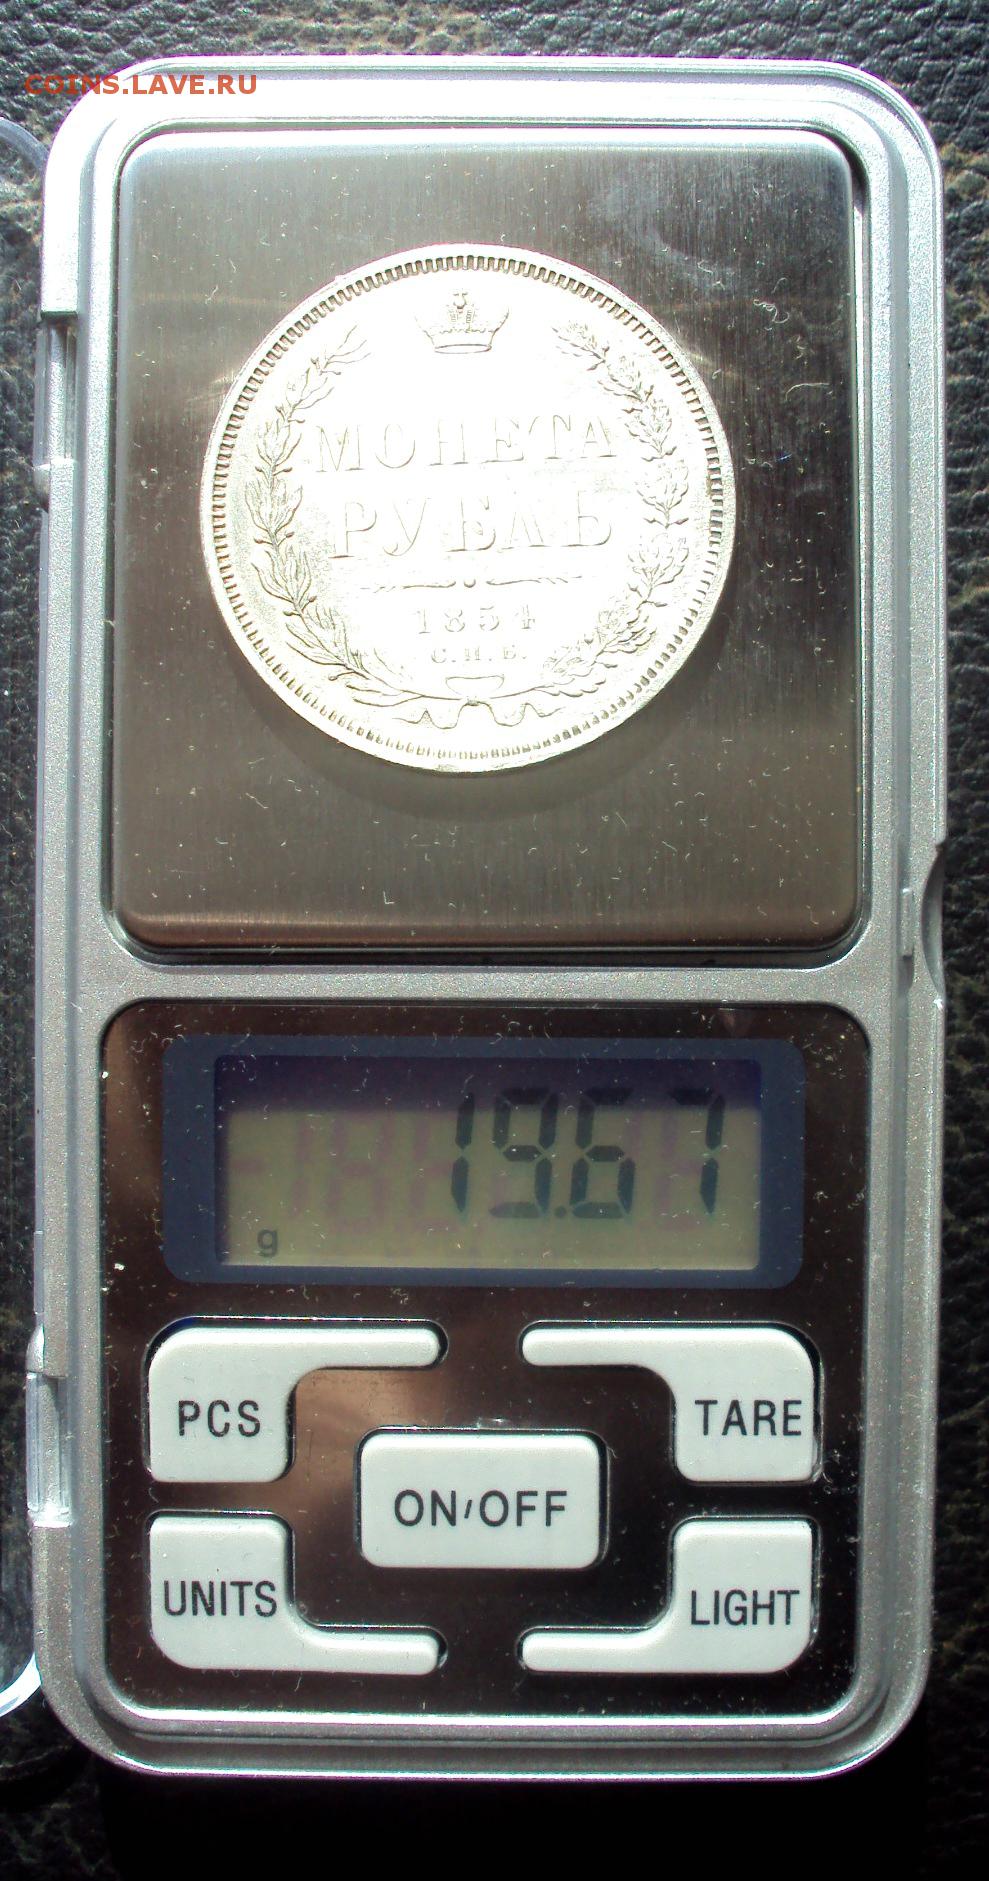 COINS.LAVE.RU
МОНЕТА
РУБЛЬ
1854
С.П.Б.
19.67
g
PCS
TARE
ON/OFF
UNITS
LIGHT